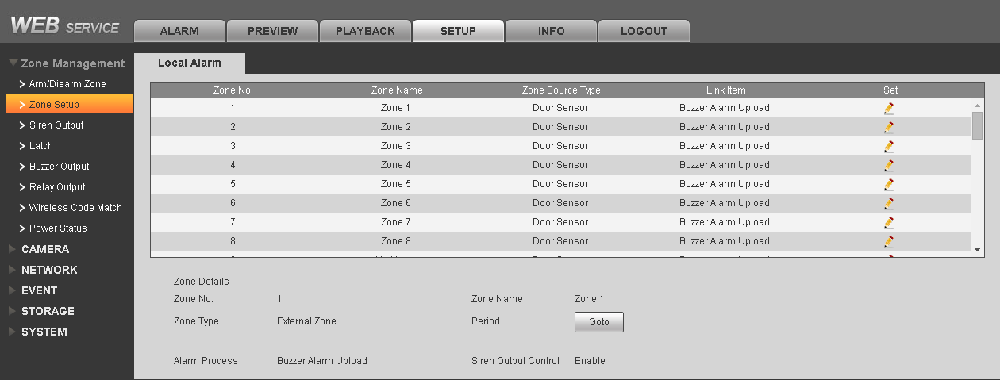 WEB SERVICE
ALARM PREVIEW PLAYBACK SETUP INFO LOGOUT
Zone Management
Arm/Disarm Zone
Zone Setup
Siren Output
Latch
Buzzer Output
Relay Output
Wireless Code Match
Power Status
CAMERA
NETWORK
EVENT
STORAGE
SYSTEM
Local Alarm
Zone No. Zone Name Zone Source Type Link Item Set
1 Zone 1 Door Sensor Buzzer Alarm Upload
2 Zone 2 Door Sensor Buzzer Alarm Upload
3 Zone 3 Door Sensor Buzzer Alarm Upload
4 Zone 4 Door Sensor Buzzer Alarm Upload
5 Zone 5 Door Sensor Buzzer Alarm Upload
6 Zone 6 Door Sensor Buzzer Alarm Upload
7 Zone 7 Door Sensor Buzzer Alarm Upload
8 Zone 8 Door Sensor Buzzer Alarm Upload
Zone Details
Zone No. 1 Zone Name Zone 1
Zone Type External Zone Period Goto
Alarm Process Buzzer Alarm Upload Siren Output Control Enable